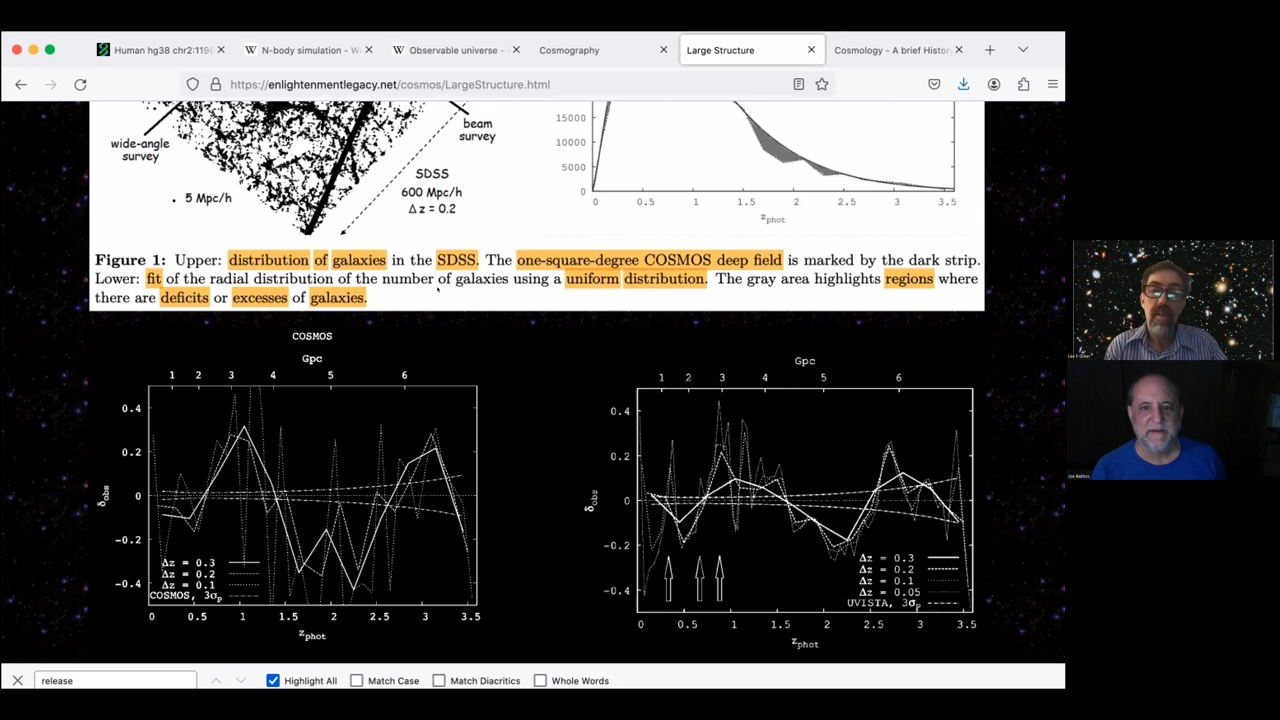 Human hg38 chr2:1198
N-body simulation - Wi
Observable universe -
Cosmography
Large Structure
Cosmology - A brief Histor
https://enlightenmentlegacy.net/cosmos/LargeStructure.html
wide-angle
survey
beam
survey
SDSS
600 Mpc/h
Δ z = 0.2
5 Mpc/h
15000
10000
5000
0
0 0.5 1 1.5 2 2.5 3 3.5
zphot
Figure 1: Upper: distribution of galaxies in the SDSS. The one-square-degree COSMOS deep field is marked by the dark strip.
Lower: fit of the radial distribution of the number of galaxies using a uniform distribution. The gray area highlights regions where
there are deficits or excesses of galaxies.
COSMOS
Gpc
1 2 3 4 5 6
0.4
0.2
0
-0.2
-0.4
δobs
Δz = 0.3
Δz = 0.2
Δz = 0.1
COSMOS, 3σp
0 0.5 1 1.5 2 2.5 3 3.5
zphot
Gpc
1 2 3 4 5 6
0.4
0.2
0
-0.2
-0.4
δobs
Δz = 0.3
Δz = 0.2
Δz = 0.1
Δz = 0.05
UVISTA, 3σp
0 0.5 1 1.5 2 2.5 3 3.5
zphot
Lee F Greer
Joe Bakhos
release
Highlight All
Match Case
Match Diacritics
Whole Words